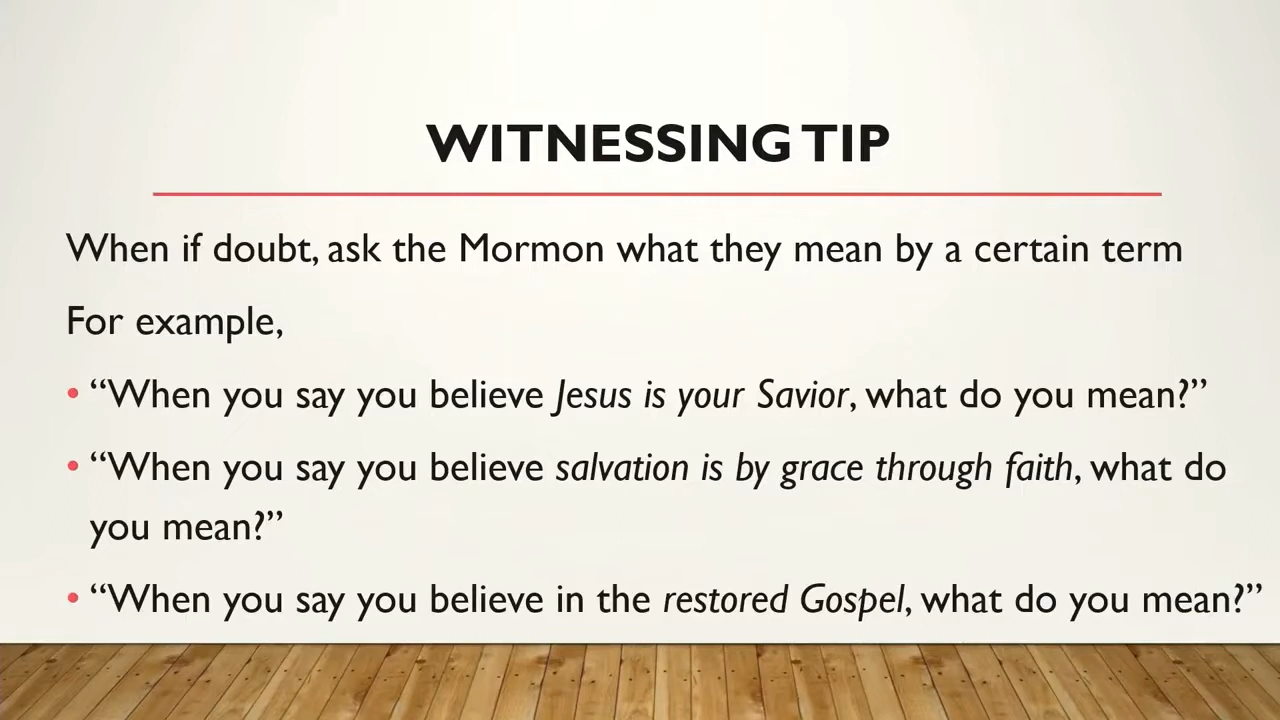 WITNESSING TIP
When if doubt, ask the Mormon what they mean by a certain term
For example,
• “When you say you believe Jesus is your Savior, what do you mean?”
• “When you say you believe salvation is by grace through faith, what do
you mean?”
• “When you say you believe in the restored Gospel, what do you mean?”